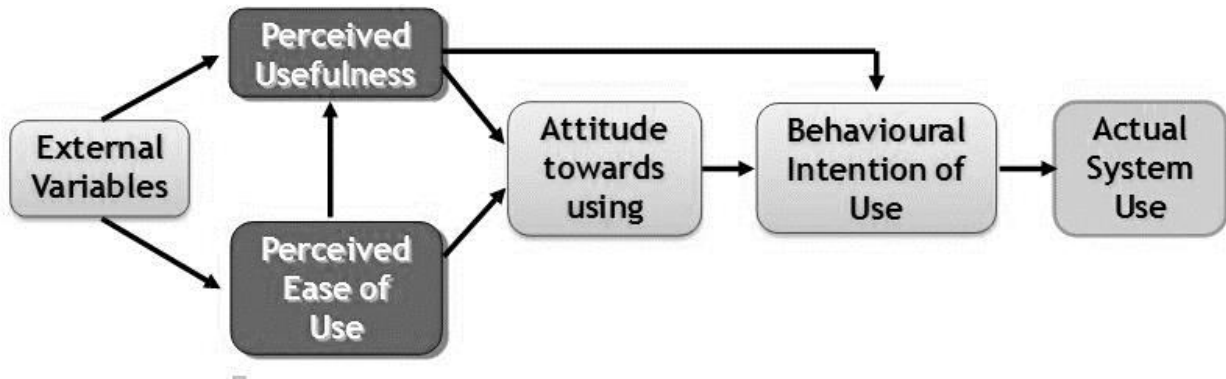 Perceived
Usefulness
External
Variables
Perceived
Ease of
Use
Attitude
towards
using
Behavioural
Intention of
Use
Actual
System
Use